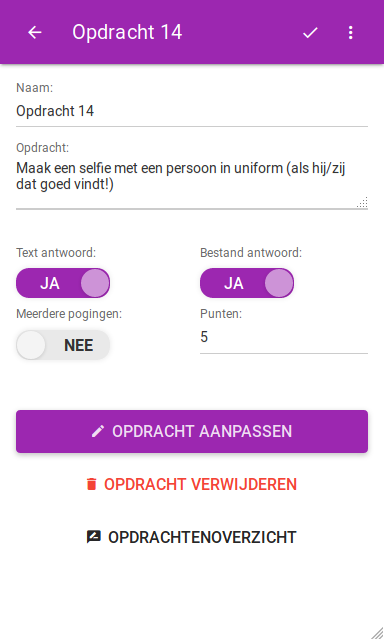 Opdracht 14
Naam:
Opdracht 14
Opdracht:
Maak een selfie met een persoon in uniform (als hij/zij
dat goed vindt!)
Text antwoord:
Bestand antwoord:
JA
JA
Meerdere pogingen:
Punten:
NEE
5
OPDRACHT AANPASSEN
OPDRACHT VERWIJDEREN
OPDRACHTENOVERZICHT